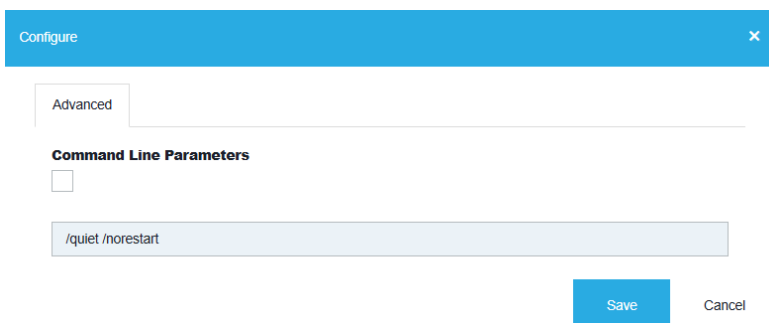 Configure ×
Advanced
Command Line Parameters
/quiet /norestart
Save Cancel